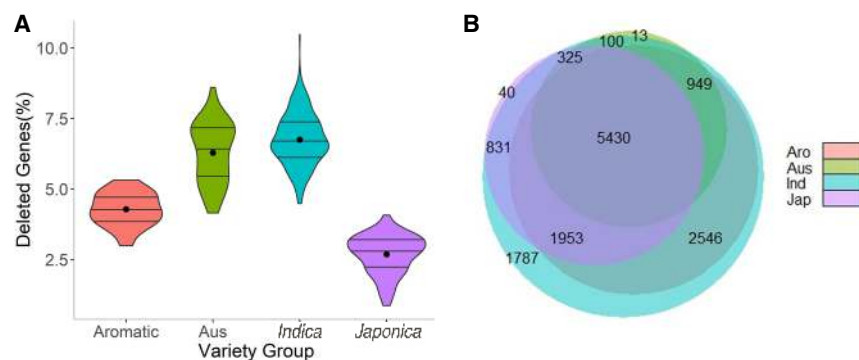 A
Deleted Genes(%)
10.0
7.5
5.0
2.5
Aromatic Aus Indica Japonica
Variety Group
B
13
100
325
949
40
831
5430
1953
2546
1787
Aro
Aus
Ind
Jap